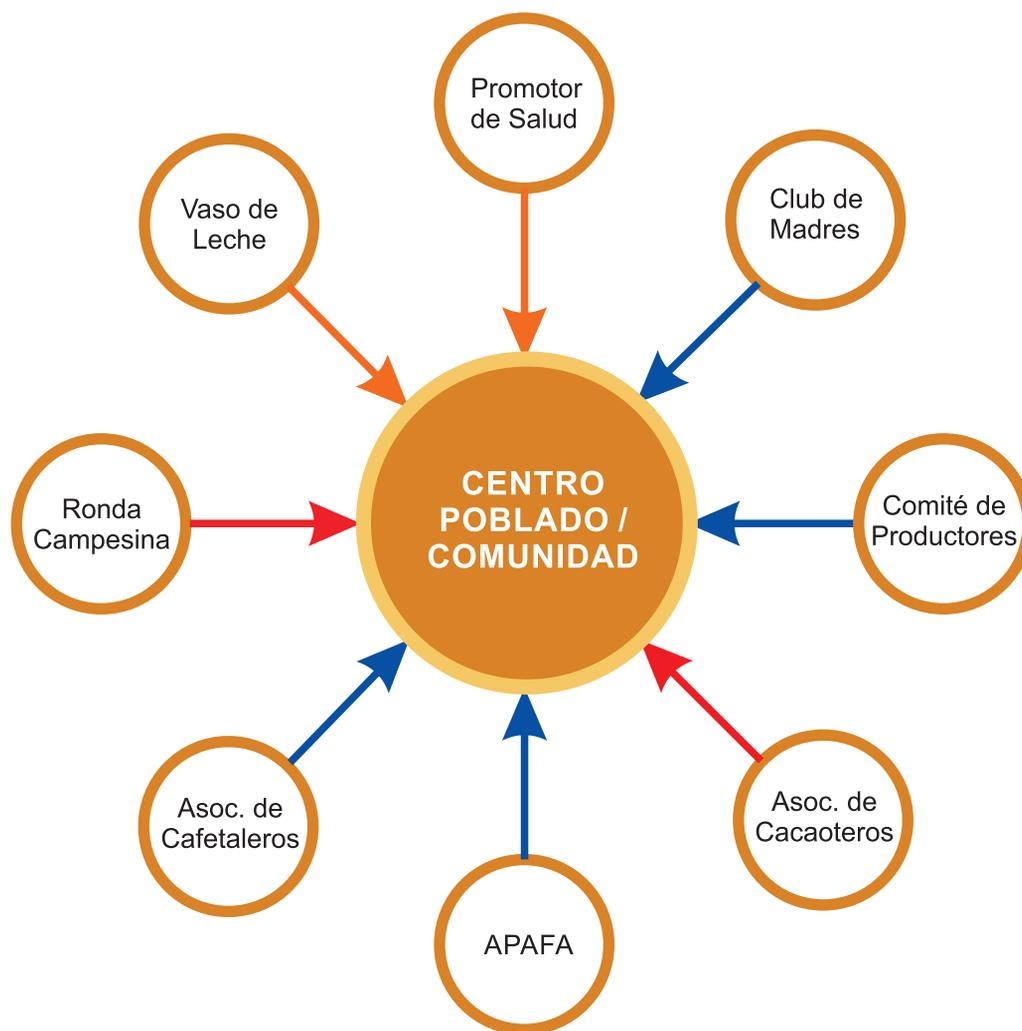 Promotor
de Salud
Vaso de
Leche
Club de
Madres
CENTRO
POBLADO /
COMUNIDAD
Ronda
Campesina
Comité de
Productores
Asoc. de
Cafetaleros
Asoc. de
Cacaoteros
APAFA